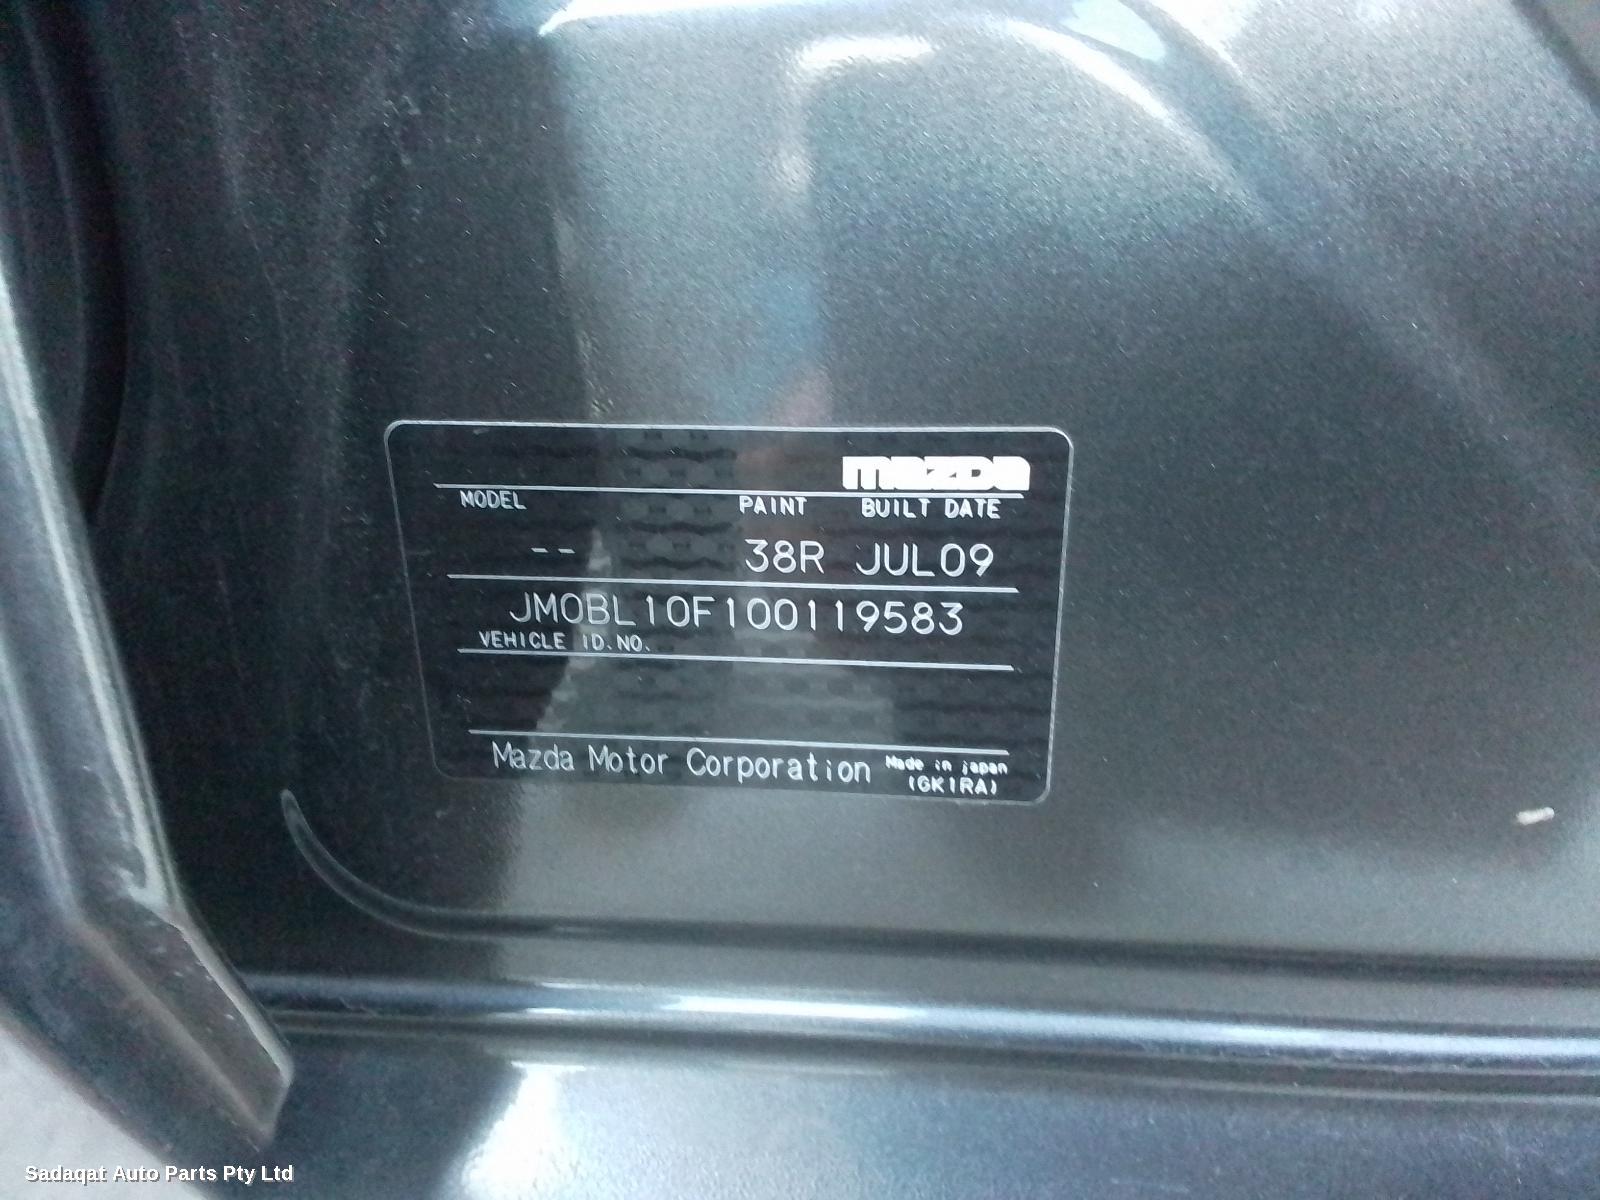 mazda
MODEL PAINT BUILT DATE
-- 38R JUL09
JM0BL10F100119583
VEHICLE ID.NO.
Mazda Motor Corporation Made in japan
(GK1RA)
Sadaqat Auto Parts Pty Ltd